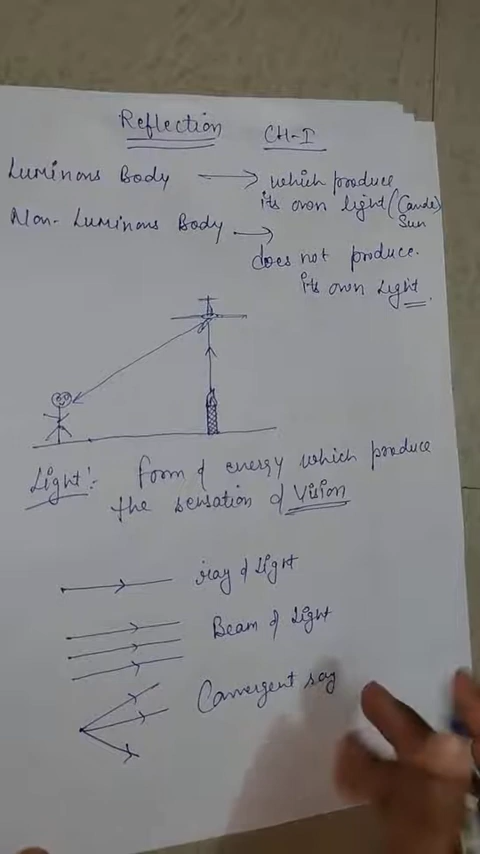 Reflection CH-I
Luminous Body → which produce
its own light (Candle)
Sun
Non-Luminous Body →
does not produce.
its own light.
Light:- form of energy which produce
the sensation of Vision
ray of light
Beam of light
Convergent ray